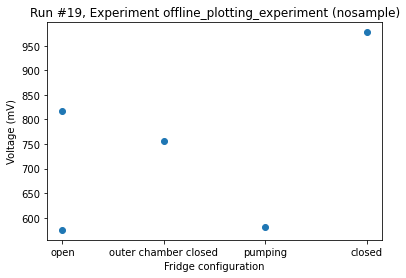 Run #19, Experiment offline_plotting_experiment (nosample)
Voltage (mV)
950
900
850
800
750
700
650
600
open outer chamber closed pumping closed
Fridge configuration